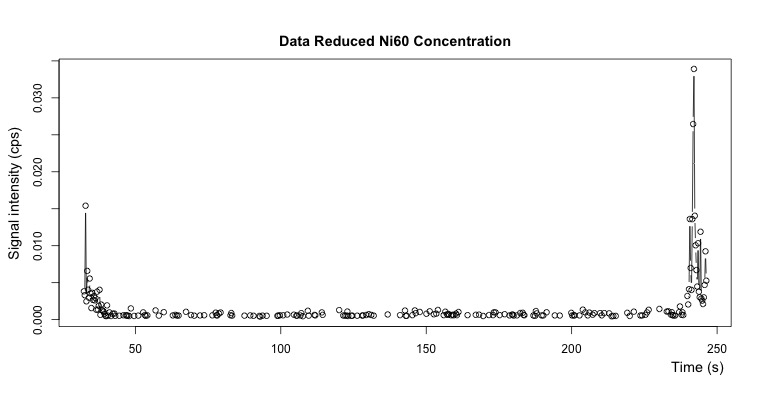 Data Reduced Ni60 Concentration
Signal intensity (cps)
0.030
0.020
0.010
0.000
50 100 150 200 250
Time (s)